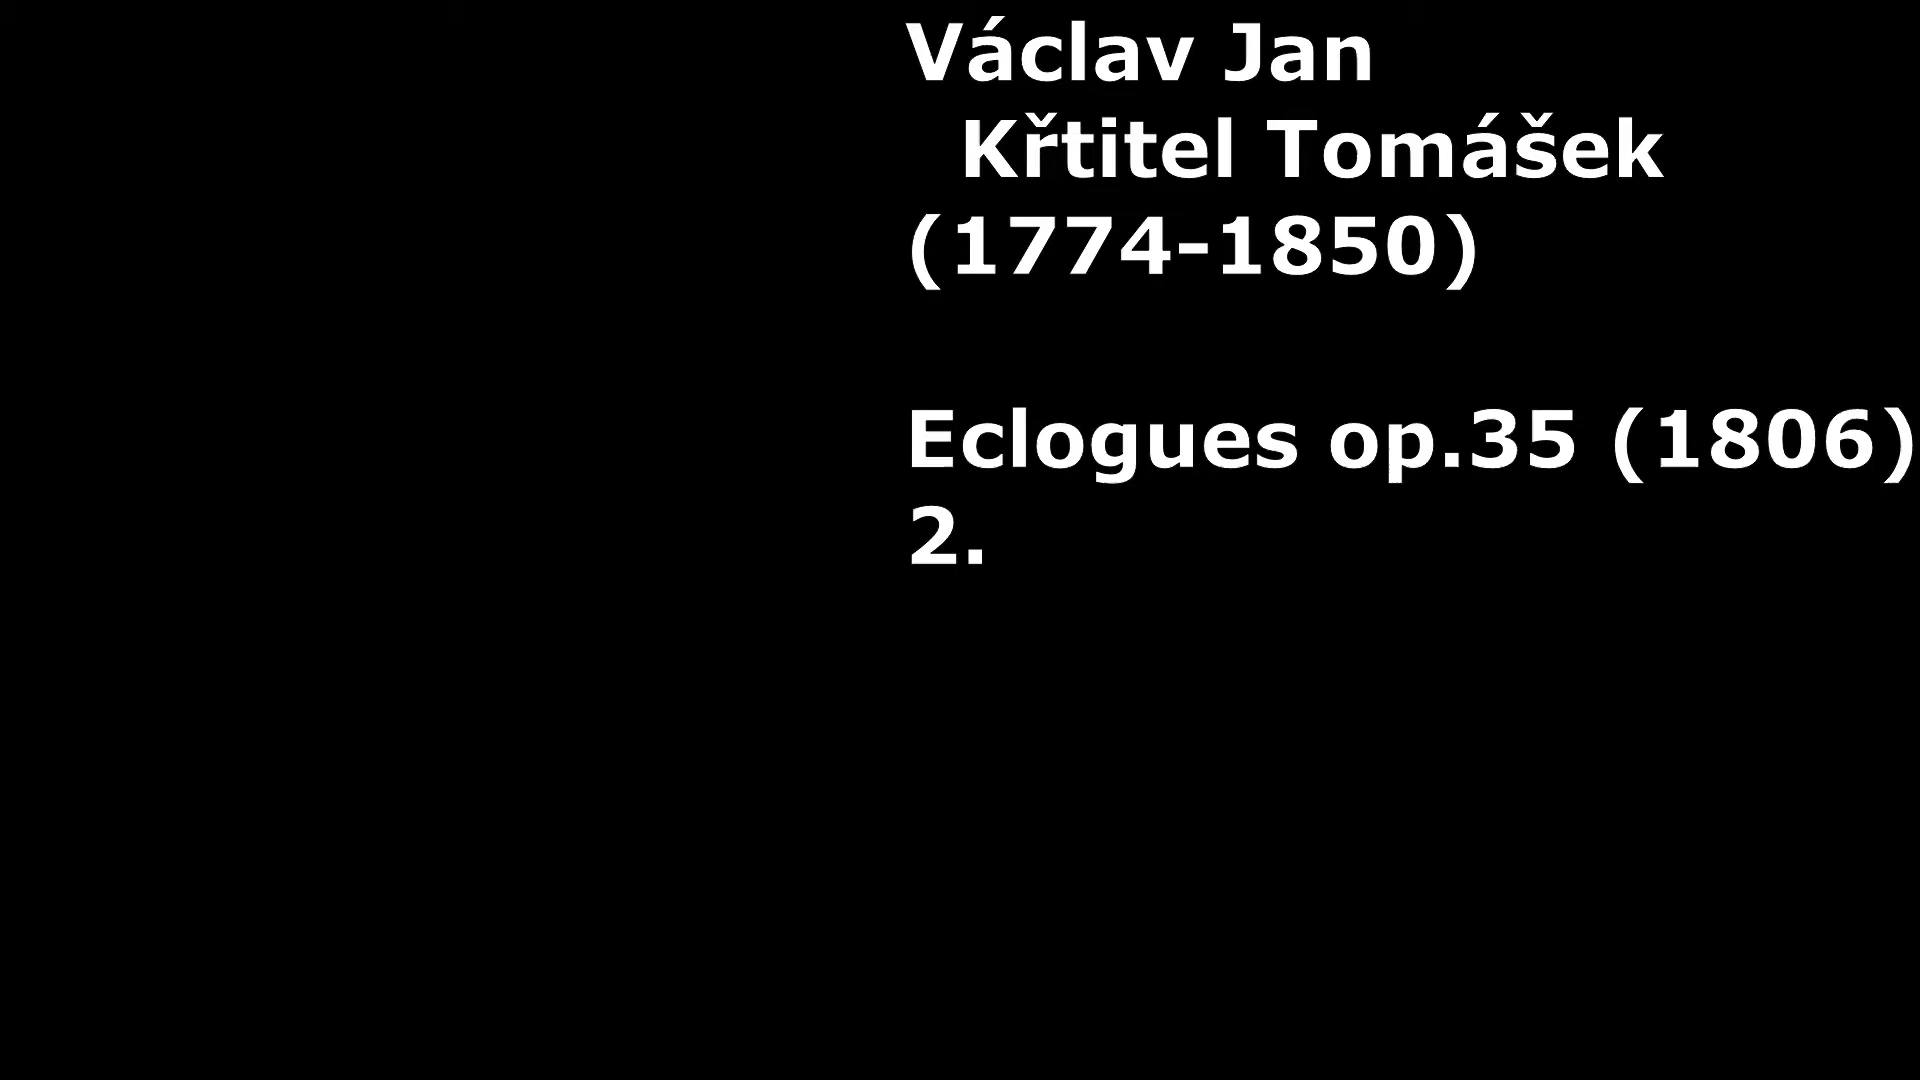 Václav Jan
Křtitel Tomášek
(1774-1850)
Eclogues op.35 (1806)
2.